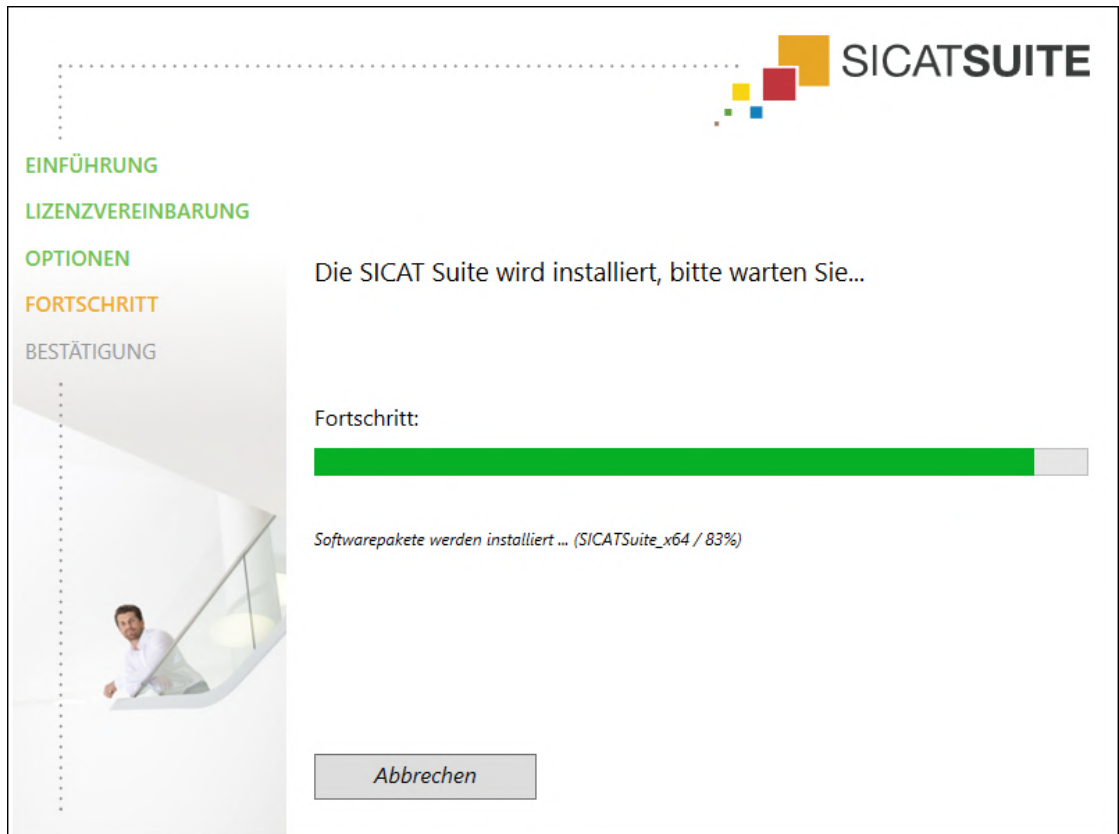 SICATSUITE
EINFÜHRUNG
LIZENZVEREINBARUNG
OPTIONEN
FORTSCHRITT
BESTÄTIGUNG
Die SICAT Suite wird installiert, bitte warten Sie...
Fortschritt:
Softwarepakete werden installiert ... (SICATSuite_x64 / 83%)
Abbrechen